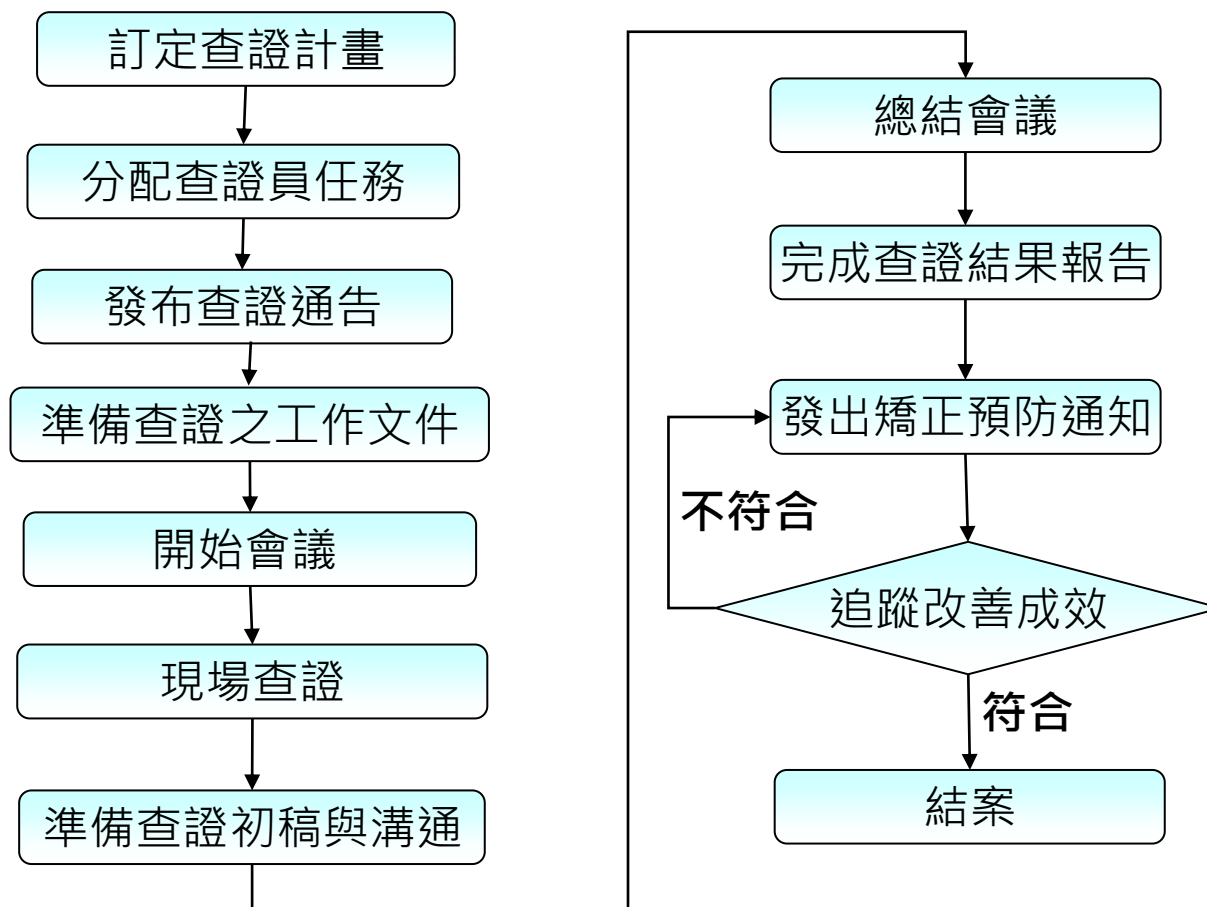 訂定查證計畫
分配查證員任務
發布查證通告
準備查證之工作文件
開始會議
現場查證
準備查證初稿與溝通
總結會議
完成查證結果報告
發出矯正預防通知
不符合
追蹤改善成效
符合
結案